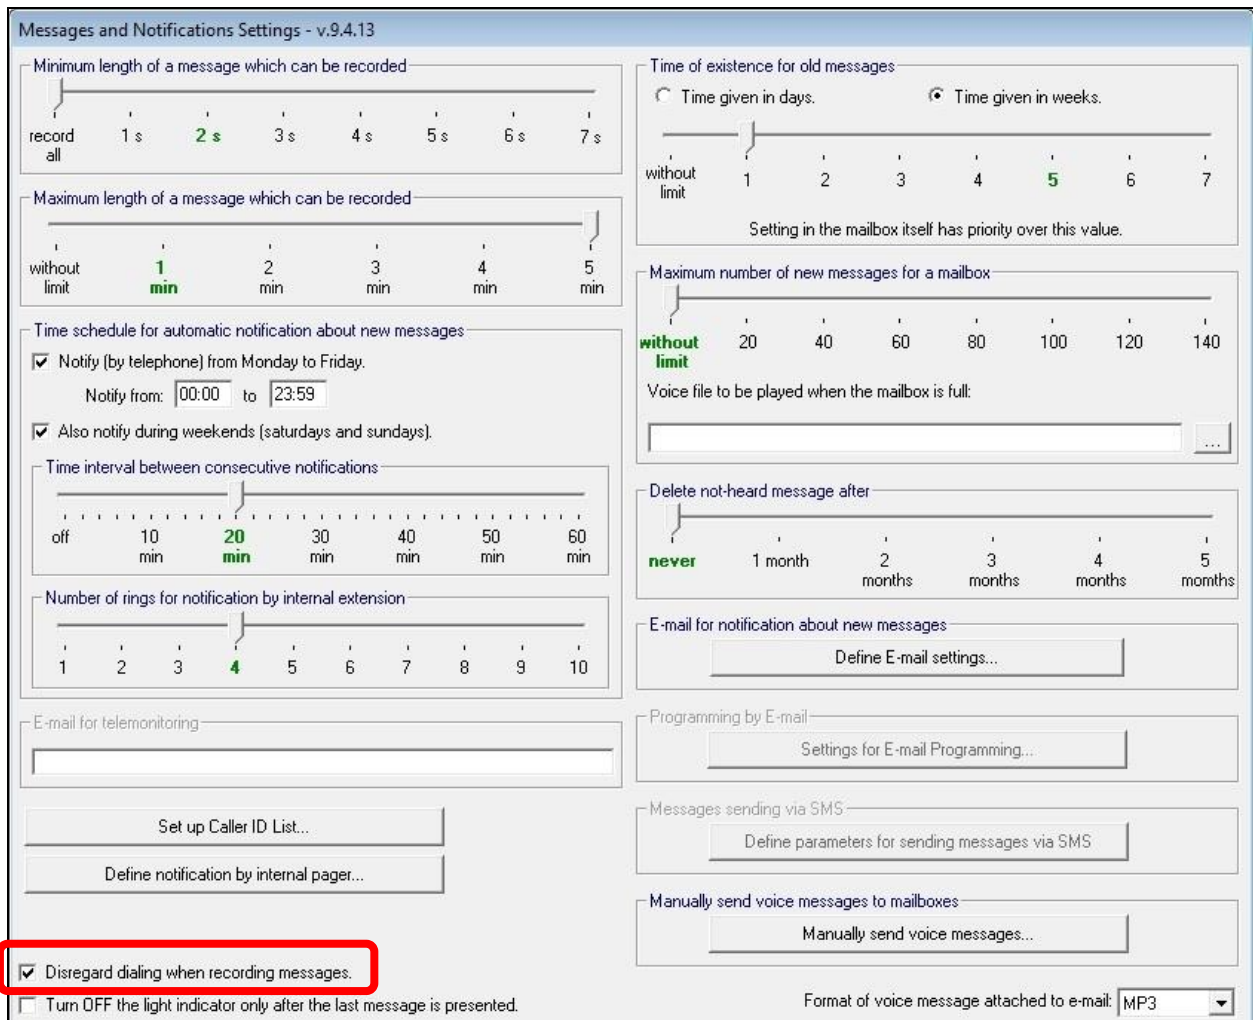 Messages and Notifications Settings - v.9.4.13
Minimum length of a message which can be recorded
record all 1 s 2 s 3 s 4 s 5 s 6 s 7 s
Maximum length of a message which can be recorded
without limit 1 min 2 min 3 min 4 min 5 min
Time schedule for automatic notification about new messages
Notify (by telephone) from Monday to Friday.
Notify from: 00:00 to 23:59
Also notify during weekends (saturdays and sundays).
Time interval between consecutive notifications
off 10 min 20 min 30 min 40 min 50 min 60 min
Number of rings for notification by internal extension
1 2 3 4 5 6 7 8 9 10
E-mail for telemonitoring
Set up Caller ID List...
Define notification by internal pager...
Disregard dialing when recording messages.
Turn OFF the light indicator only after the last message is presented.
Time of existence for old messages
Time given in days. Time given in weeks.
without limit 1 2 3 4 5 6 7
Setting in the mailbox itself has priority over this value.
Maximum number of new messages for a mailbox
without limit 20 40 60 80 100 120 140
Voice file to be played when the mailbox is full:
...
Delete not-heard message after
never 1 month 2 months 3 months 4 months 5 momths
E-mail for notification about new messages
Define E-mail settings...
Programming by E-mail
Settings for E-mail Programming...
Messages sending via SMS
Define parameters for sending messages via SMS
Manually send voice messages to mailboxes
Manually send voice messages...
Format of voice message attached to e-mail: MP3